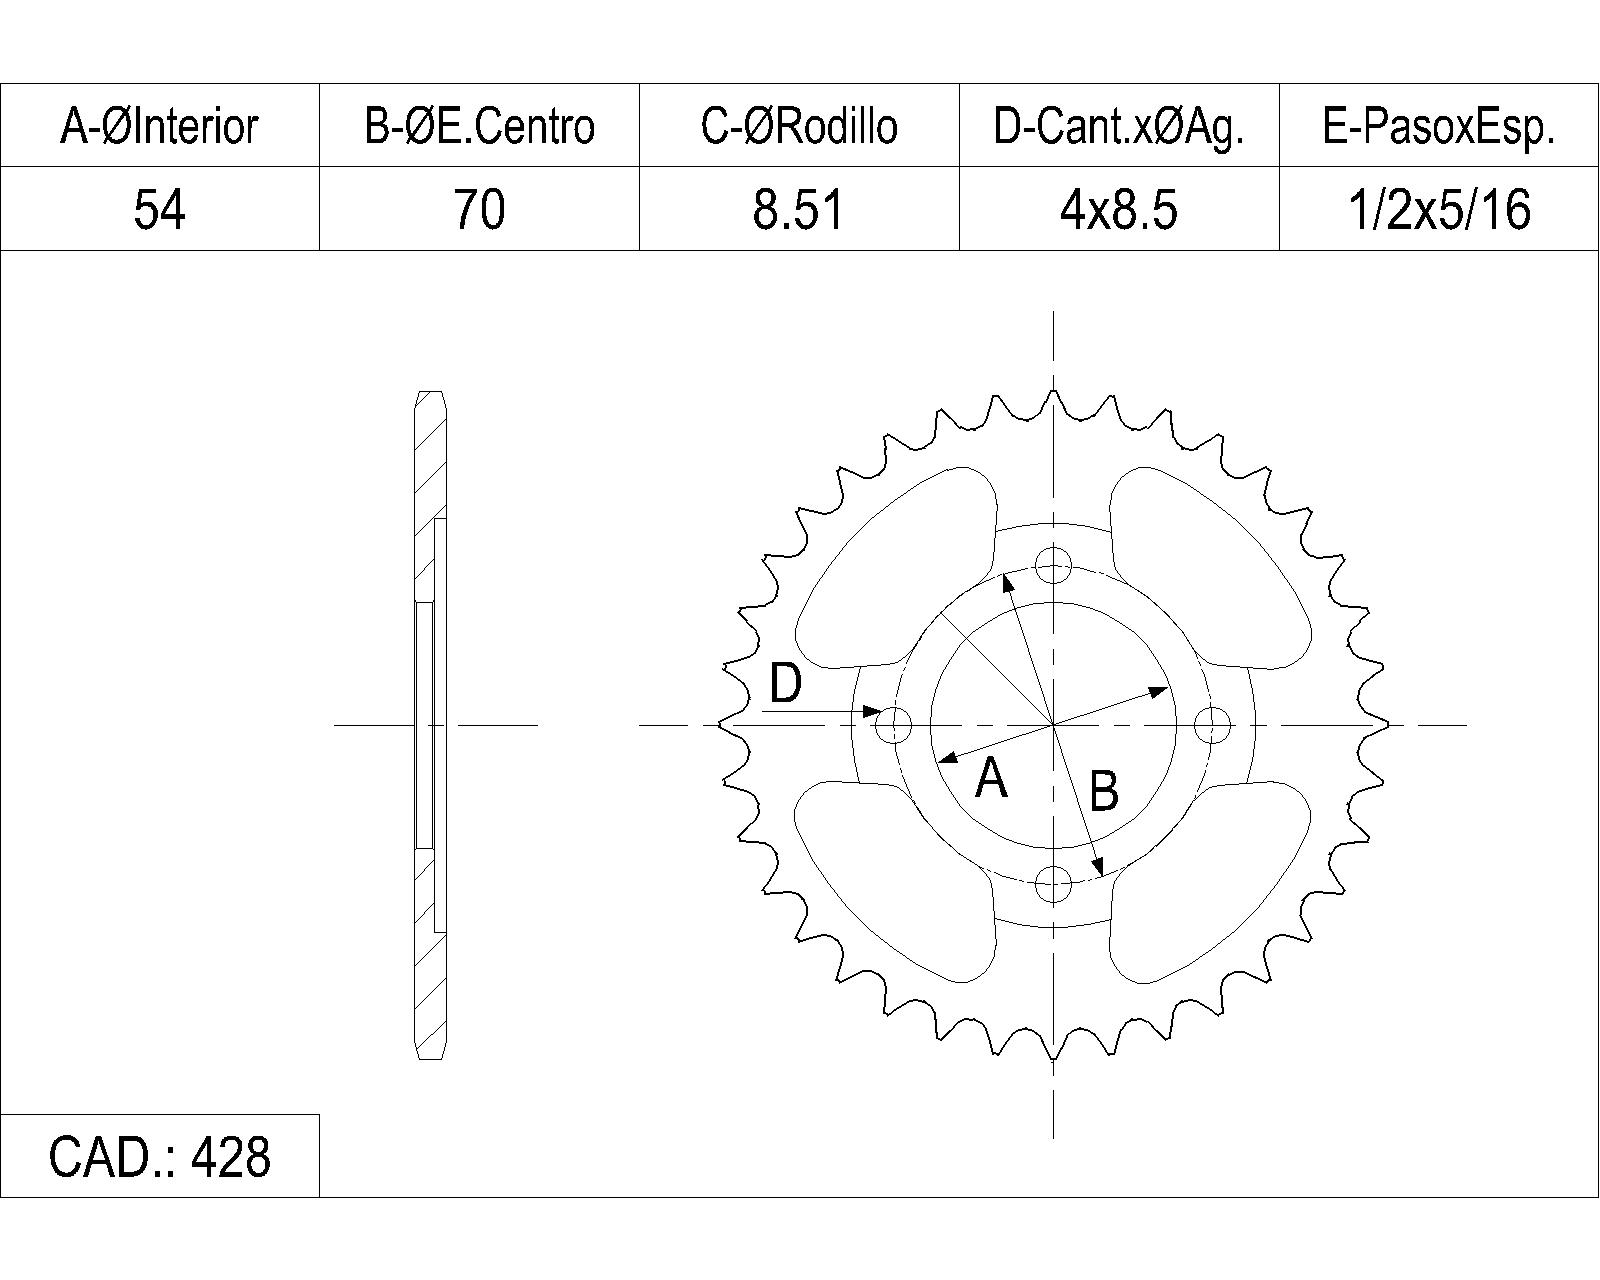 A-ØInterior B-ØE.Centro C-ØRodillo D-Cant.xØAg. E-PasoxEsp.
54 70 8.51 4x8.5 1/2x5/16
D
A
B
CAD.: 428